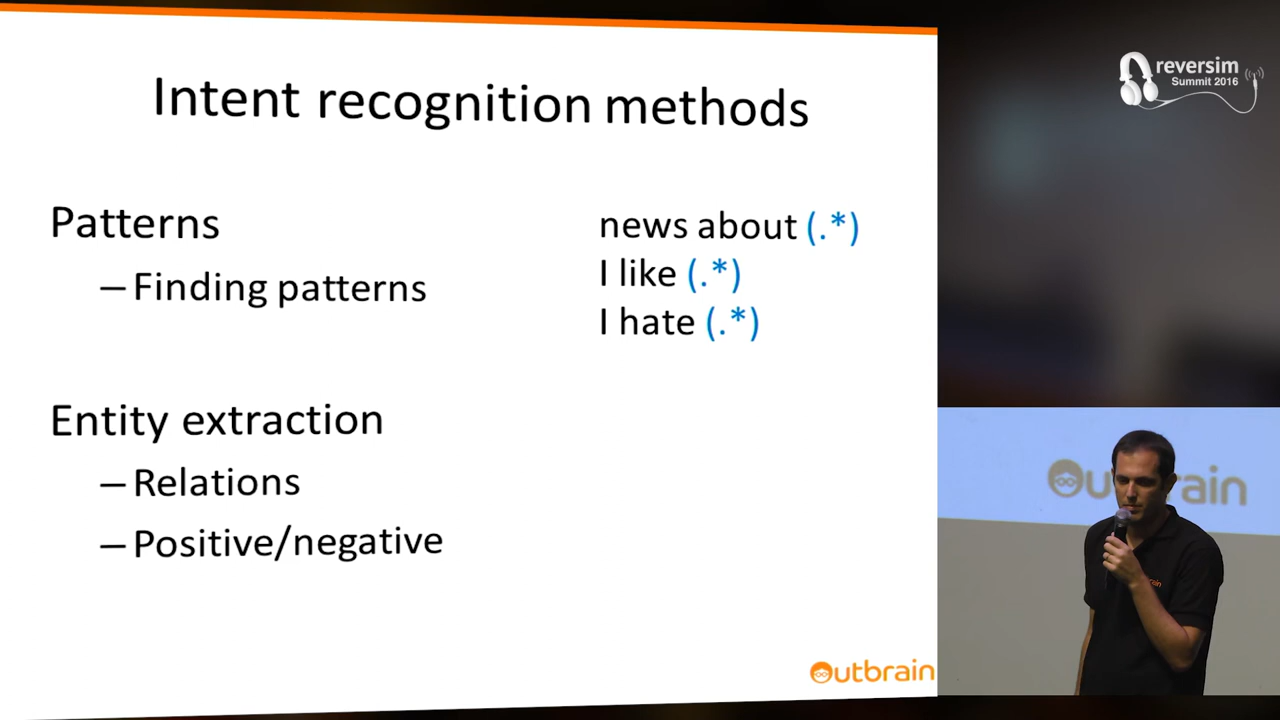 Intent recognition methods
Patterns
– Finding patterns
news about (.*)
I like (.*)
I hate (.*)
Entity extraction
– Relations
– Positive/negative
Outbrain
reversim
Summit 2016
Outbrain